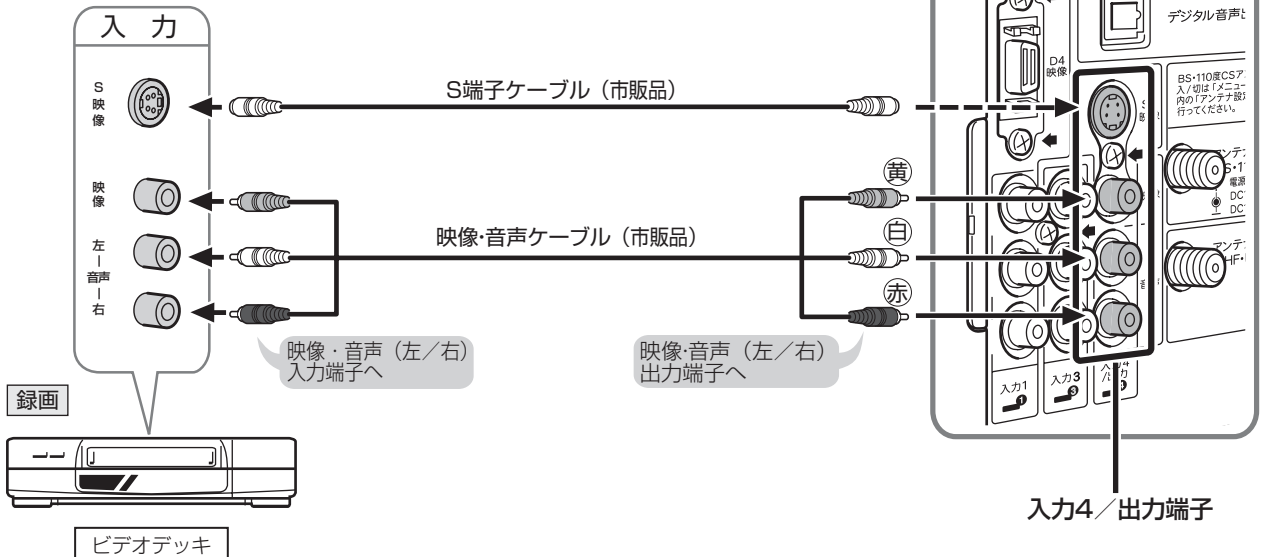 入 力
S
映
像
映
像
左
音声
右
S端子ケーブル（市販品）
映像･音声ケーブル（市販品）
映像・音声（左／右）
入力端子へ
映像･音声（左／右）
出力端子へ
黄
白
赤
録画
ビデオデッキ
デジタル音声
D4
映像
BS･110度CSア
入/切は「メニュー
内の「アンテナ設
行ってください。
電源
DC
DC
入力1
❶
入力3
❸
入力4／出力端子